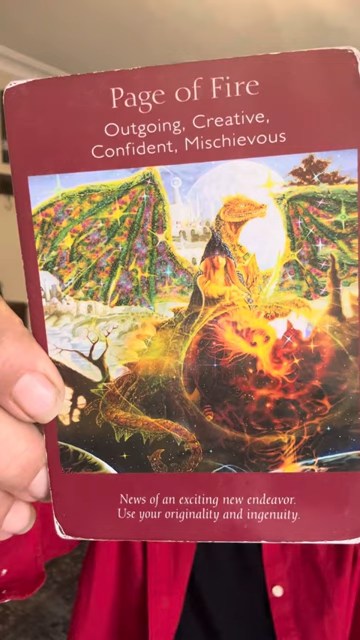 Page of Fire
Outgoing, Creative,
Confident, Mischievous
News of an exciting new endeavor.
Use your originality and ingenuity.